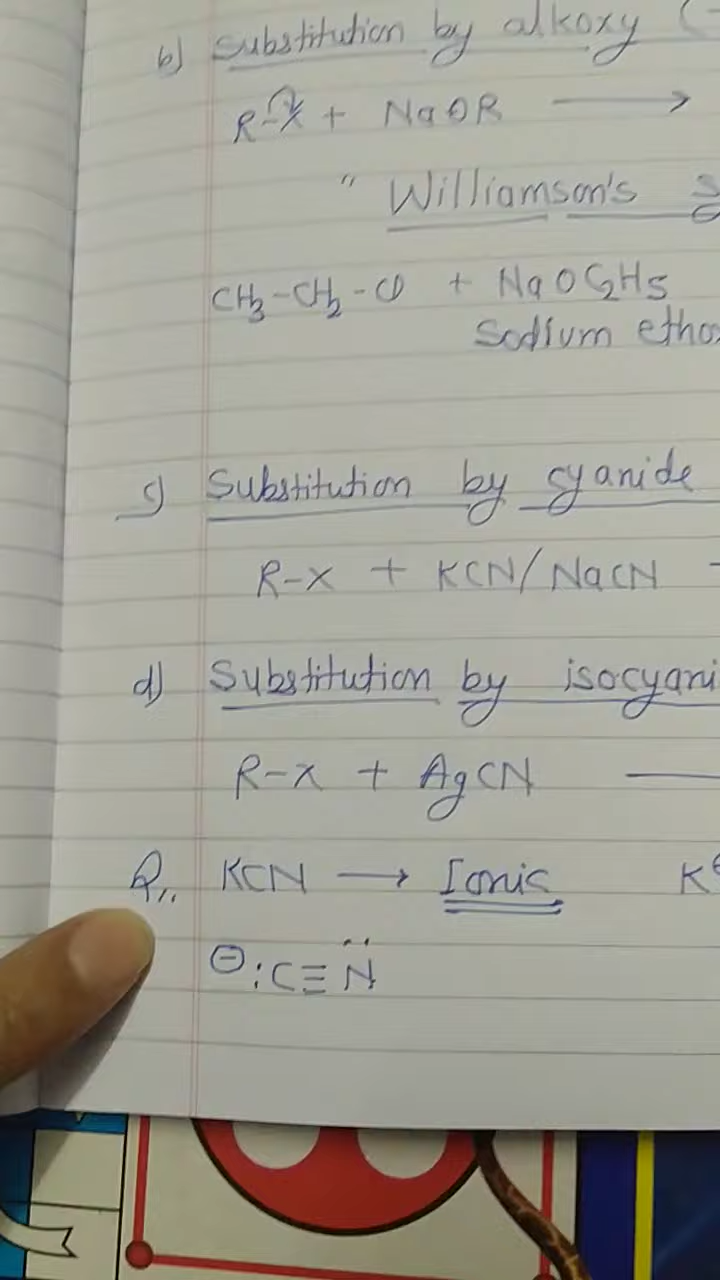 b) Substitution by alkoxy (
R-X + NaOR ⟶
" Williamson's
CH3-CH2-Cl + NaOC2H5
Sodium etho
c) Substitution by cyanide
R-X + KCN/NaCN
d) Substitution by isocyani
R-X + AgCN
Q,, KCN ⟶ Ionic K⊕
⊖:C≡N̈